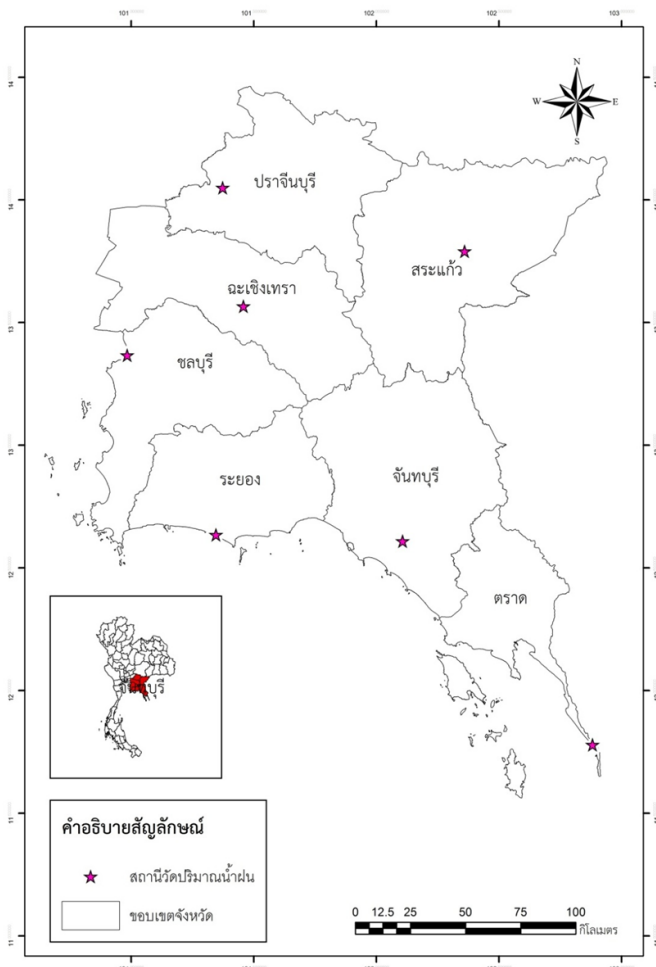 101
101
102
102
103
N
W
E
S
14
14
13
13
12
12
11
11
ปราจีนบุรี
สระแก้ว
ฉะเชิงเทรา
ชลบุรี
ระยอง
จันทบุรี
ตราด
คำอธิบายสัญลักษณ์
สถานีวัดปริมาณน้ำฝน
ขอบเขตจังหวัด
0 12.5 25 50 75 100
กิโลเมตร